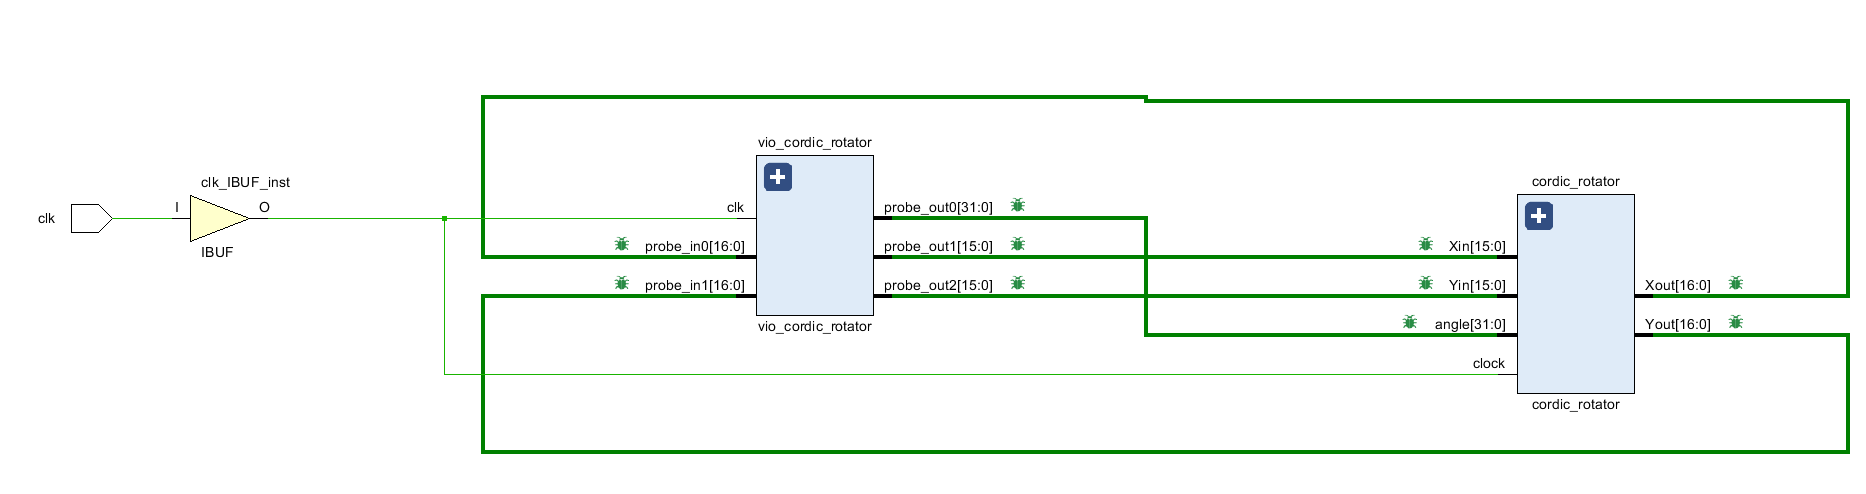 clk
clk_IBUF_inst
I
O
IBUF
vio_cordic_rotator
clk
probe_in0[16:0]
probe_in1[16:0]
probe_out0[31:0]
probe_out1[15:0]
probe_out2[15:0]
vio_cordic_rotator
cordic_rotator
Xin[15:0]
Yin[15:0]
angle[31:0]
clock
Xout[16:0]
Yout[16:0]
cordic_rotator